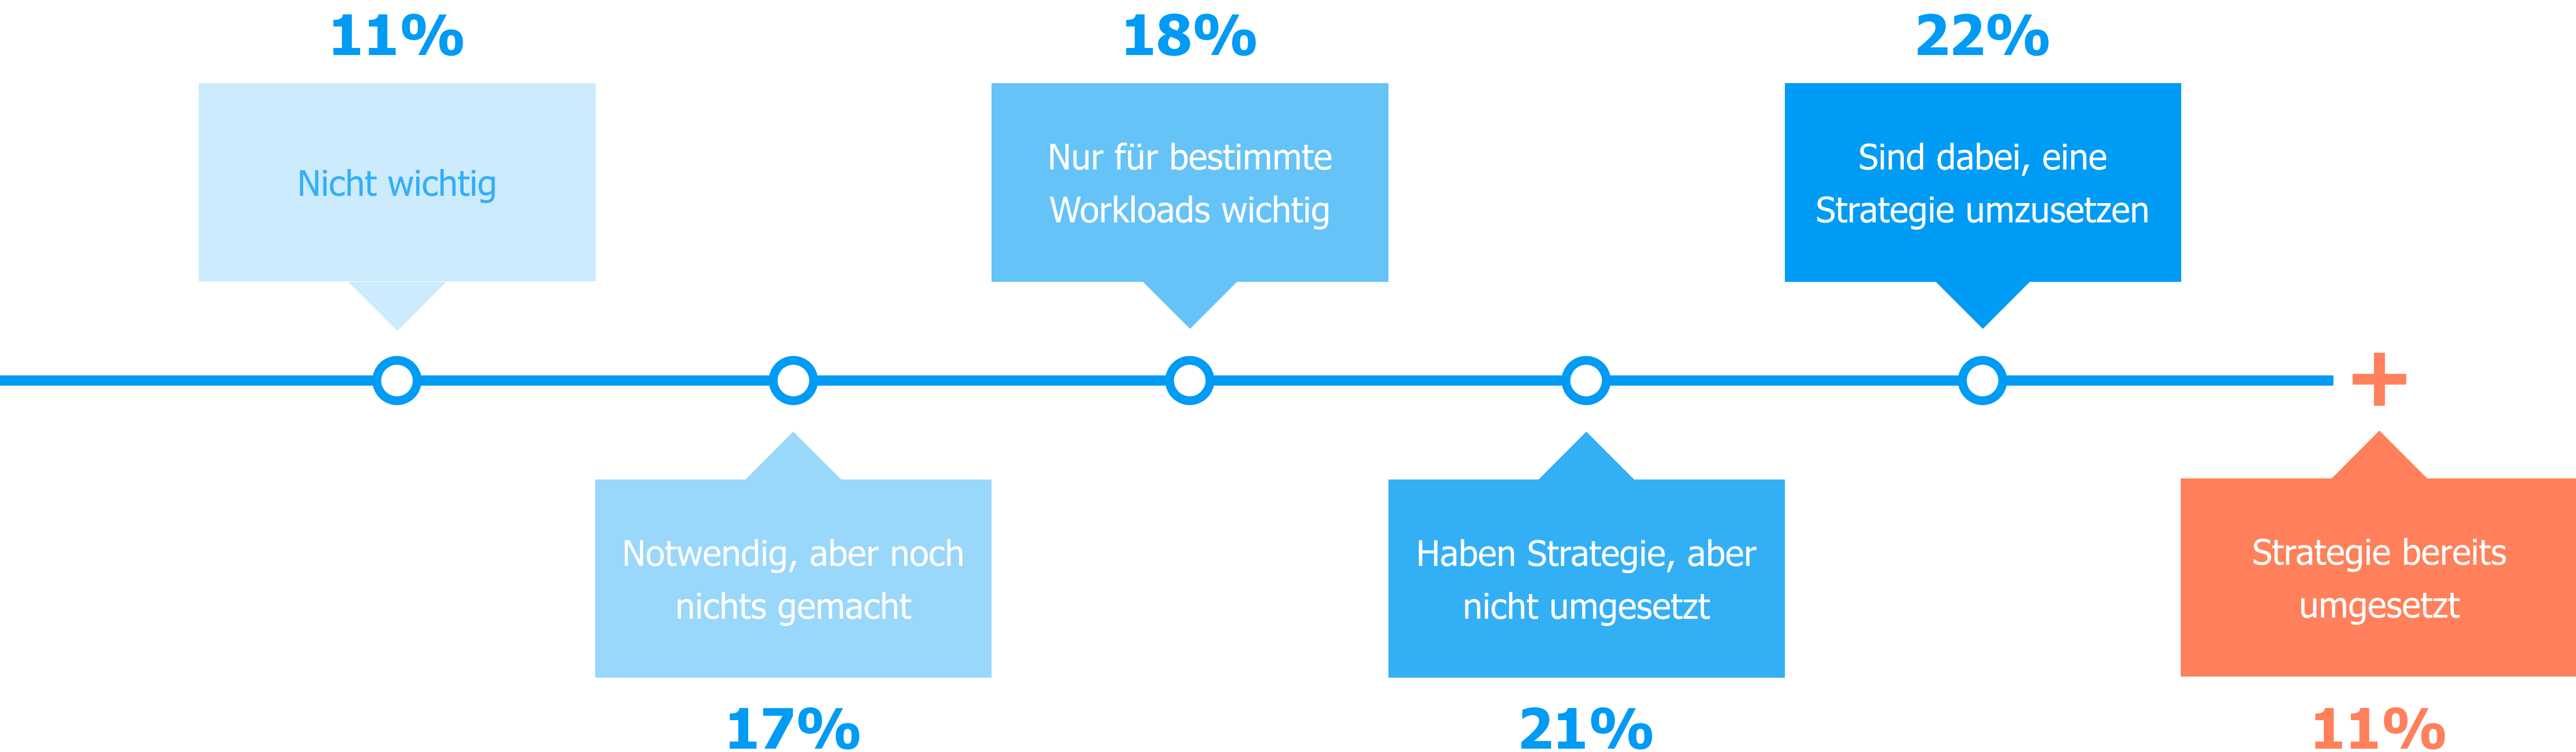 11%
Nicht wichtig
17%
Notwendig, aber noch
nichts gemacht
18%
Nur für bestimmte
Workloads wichtig
21%
Haben Strategie, aber
nicht umgesetzt
22%
Sind dabei, eine
Strategie umzusetzen
11%
Strategie bereits
umgesetzt